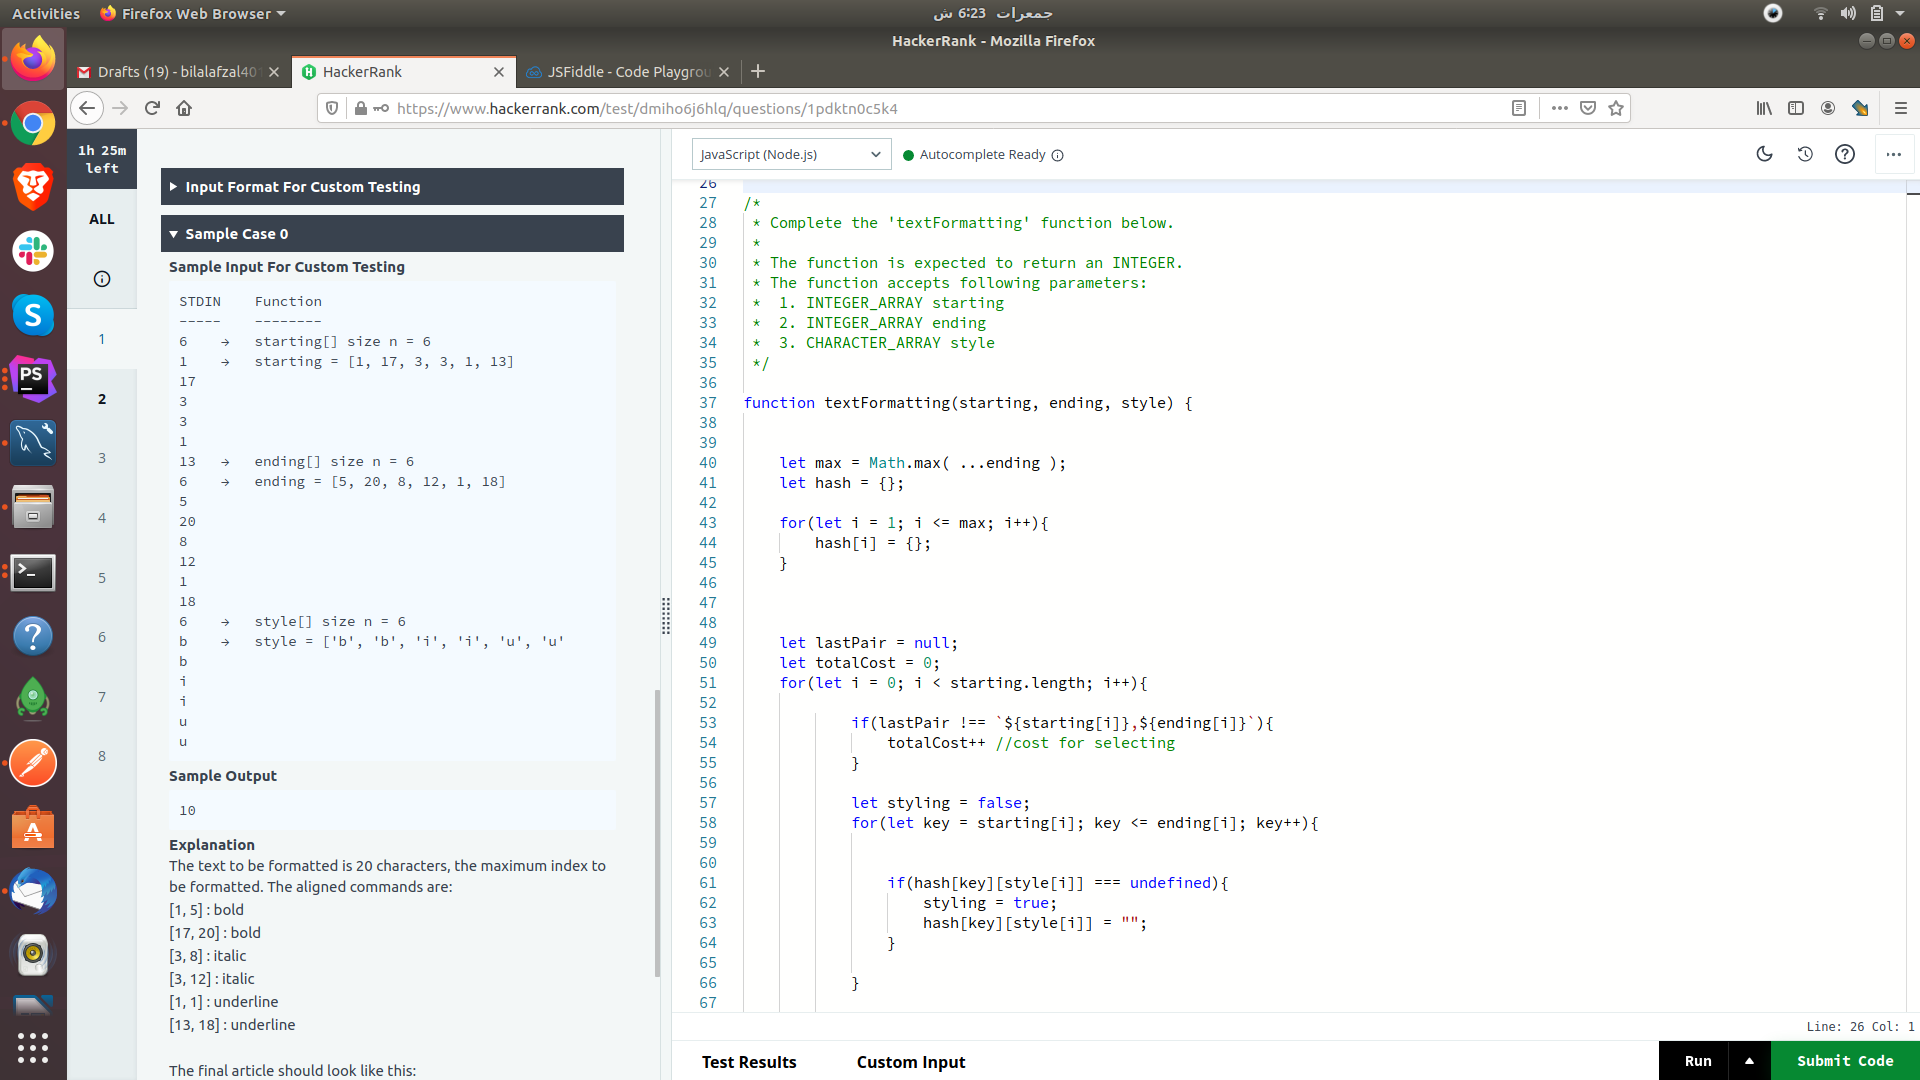 Activities
Firefox Web Browser
جمعرات 6:23 ش
HackerRank - Mozilla Firefox
Drafts (19) - bilalafzal401
HackerRank
JSFiddle - Code Playgrou
https://www.hackerrank.com/test/dmiho6j6hlq/questions/1pdktn0c5k4
1h 25m
left
ALL
1
2
3
4
5
6
7
8
Input Format For Custom Testing
Sample Case 0
Sample Input For Custom Testing
STDIN Function
----- --------
6 → starting[] size n = 6
1 → starting = [1, 17, 3, 3, 1, 13]
17
3
3
1
13 → ending[] size n = 6
6 → ending = [5, 20, 8, 12, 1, 18]
5
20
8
12
1
18
6 → style[] size n = 6
b → style = ['b', 'b', 'i', 'i', 'u', 'u'
b
i
i
u
u
Sample Output
10
Explanation
The text to be formatted is 20 characters, the maximum index to
be formatted. The aligned commands are:
[1, 5] : bold
[17, 20] : bold
[3, 8] : italic
[3, 12] : italic
[1, 1] : underline
[13, 18] : underline
The final article should look like this:
JavaScript (Node.js)
Autocomplete Ready
26
27 /*
28 * Complete the 'textFormatting' function below.
29 *
30 * The function is expected to return an INTEGER.
31 * The function accepts following parameters:
32 * 1. INTEGER_ARRAY starting
33 * 2. INTEGER_ARRAY ending
34 * 3. CHARACTER_ARRAY style
35 */
36
37 function textFormatting(starting, ending, style) {
38
39
40 let max = Math.max( ...ending );
41 let hash = {};
42
43 for(let i = 1; i <= max; i++){
44 hash[i] = {};
45 }
46
47
48
49 let lastPair = null;
50 let totalCost = 0;
51 for(let i = 0; i < starting.length; i++){
52
53 if(lastPair !== `${starting[i]},${ending[i]}`){
54 totalCost++ //cost for selecting
55 }
56
57 let styling = false;
58 for(let key = starting[i]; key <= ending[i]; key++){
59
60
61 if(hash[key][style[i]] === undefined){
62 styling = true;
63 hash[key][style[i]] = "";
64 }
65
66 }
67
Line: 26 Col: 1
Test Results
Custom Input
Run
Submit Code
PS